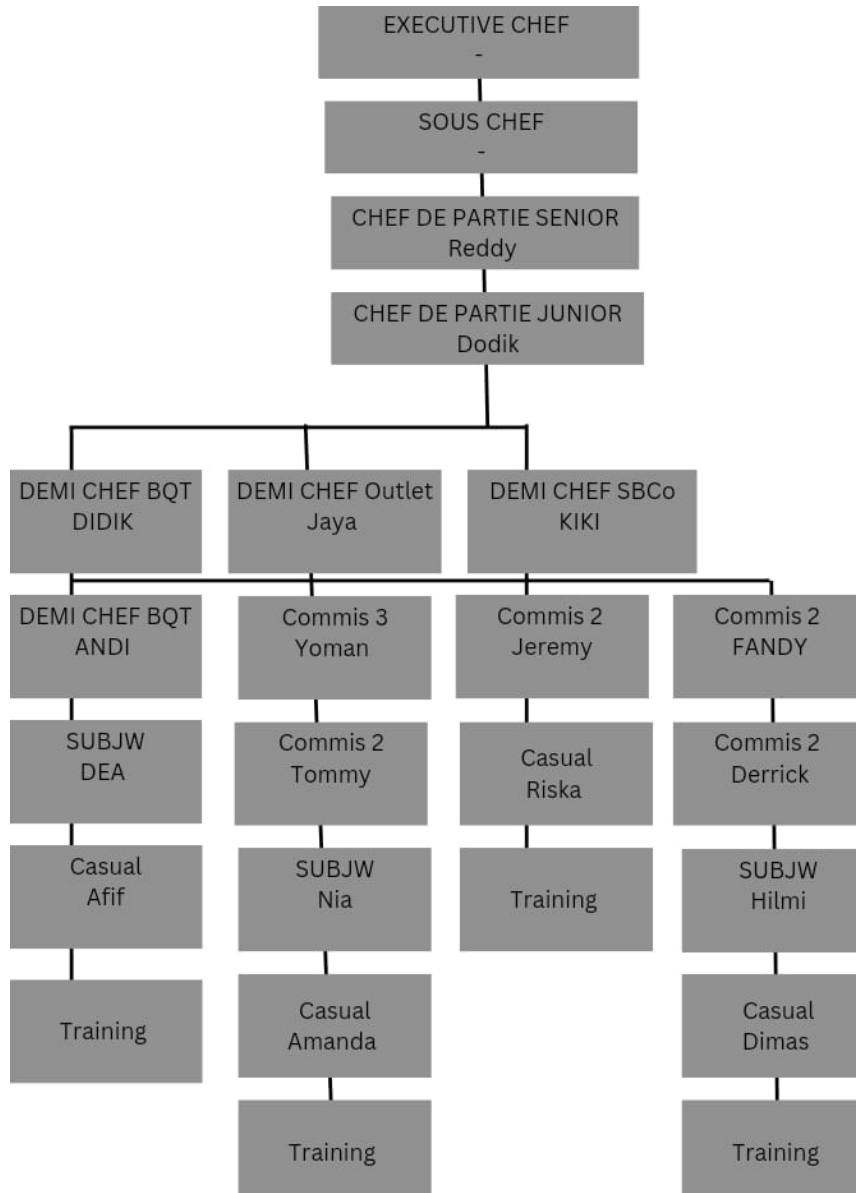 EXECUTIVE CHEF
-
SOUS CHEF
-
CHEF DE PARTIE SENIOR
Reddy
CHEF DE PARTIE JUNIOR
Dodik
DEMI CHEF BQT
DIDIK
DEMI CHEF Outlet
Jaya
DEMI CHEF SBCo
KIKI
DEMI CHEF BQT
ANDI
Commis 3
Yoman
Commis 2
Jeremy
Commis 2
FANDY
SUBJW
DEA
Commis 2
Tommy
Casual
Riska
Commis 2
Derrick
Casual
Afif
SUBJW
Nia
Training
SUBJW
Hilmi
Training
Casual
Amanda
Casual
Dimas
Training
Training